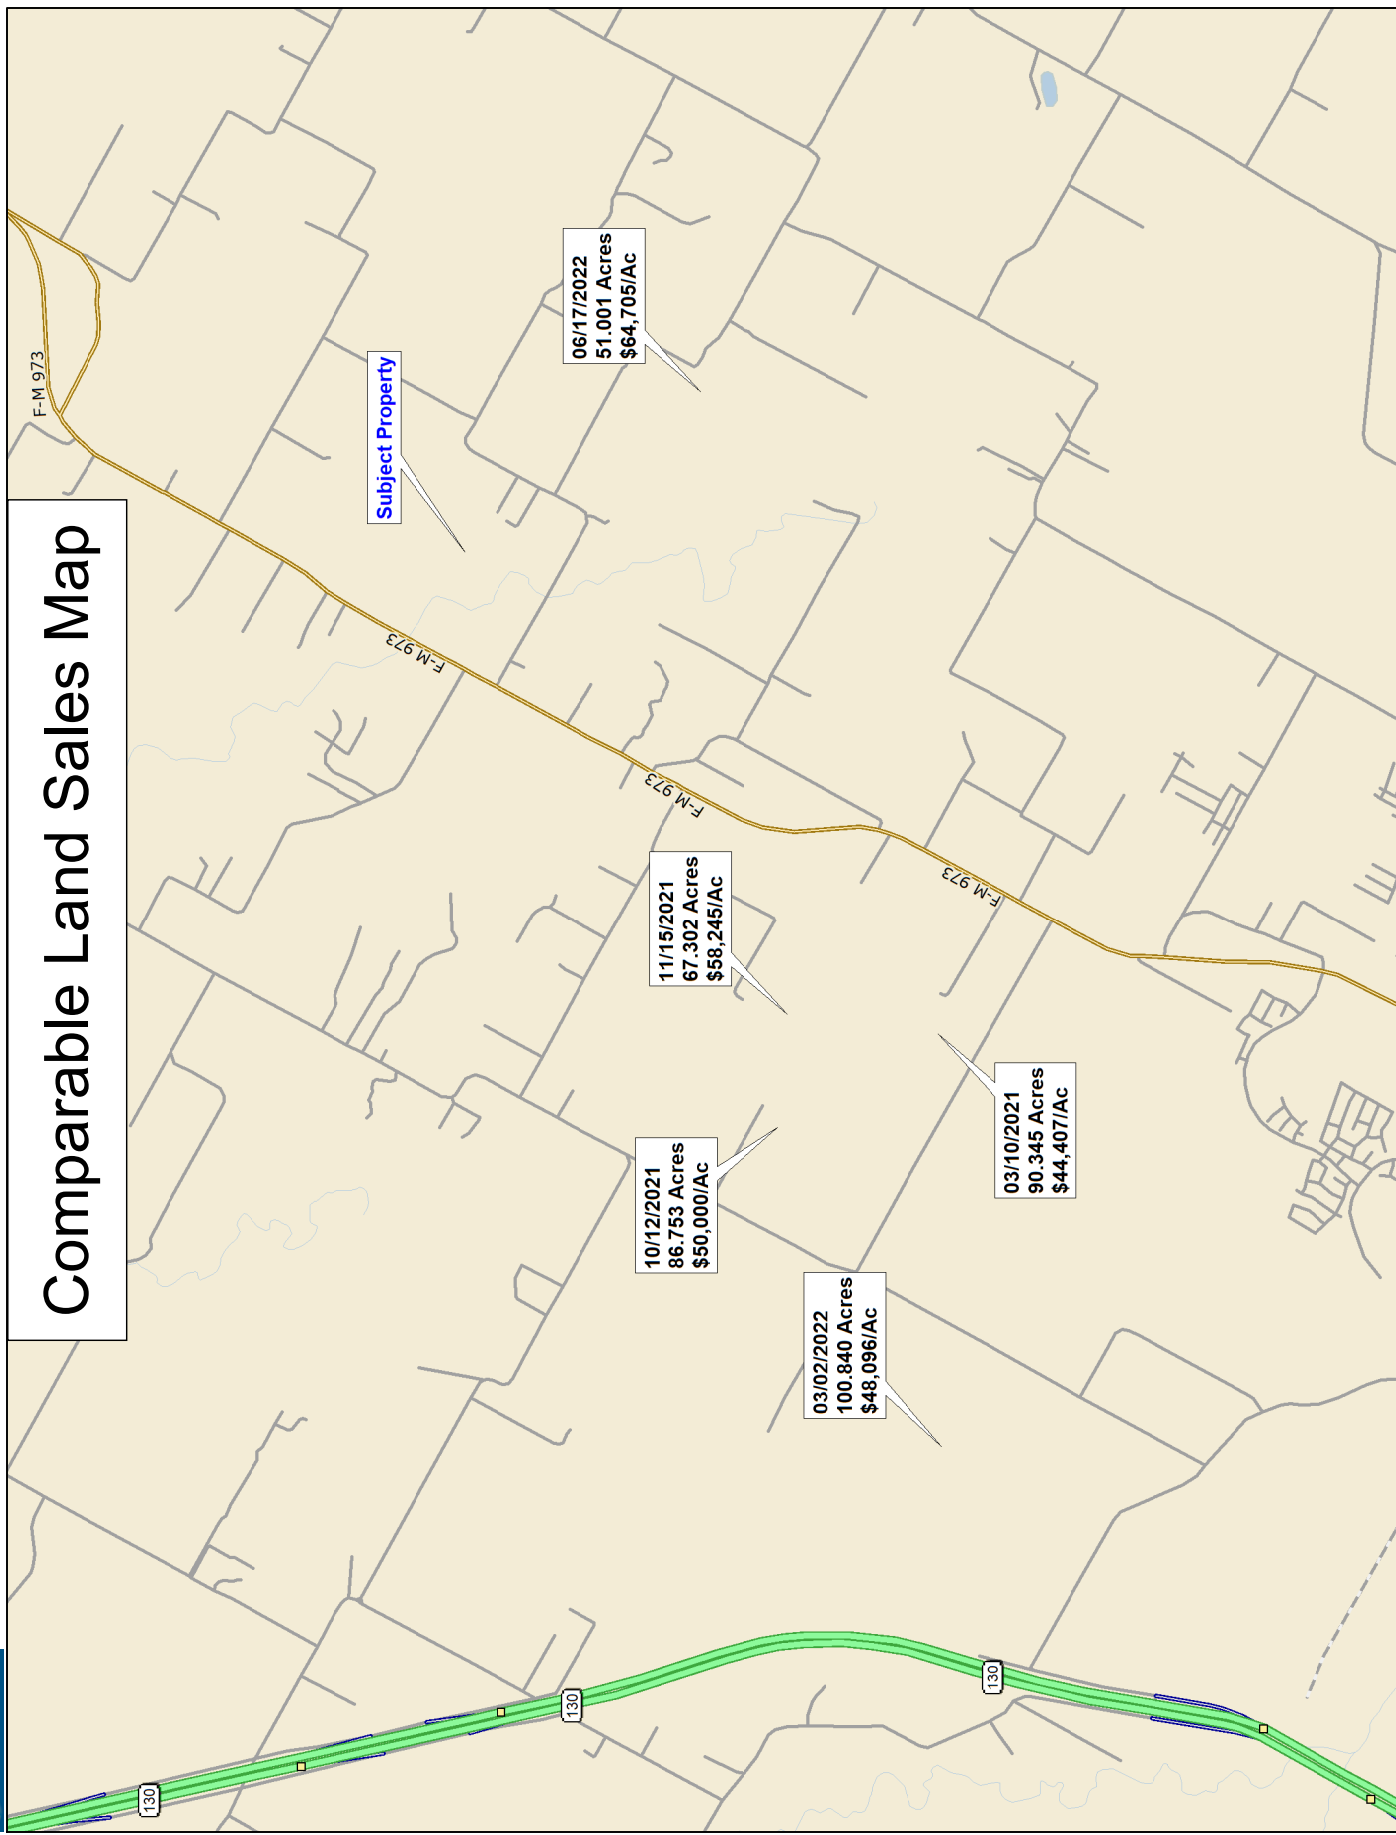 Comparable Land Sales Map
F-M 973
Subject Property
06/17/2022
51.001 Acres
$64,705/Ac
F-M 973
F-M 973
11/15/2021
67.302 Acres
$58,245/Ac
F-M 973
10/12/2021
86.753 Acres
$50,000/Ac
03/10/2021
90.345 Acres
$44,407/Ac
03/02/2022
100.840 Acres
$48,096/Ac
130
130
130